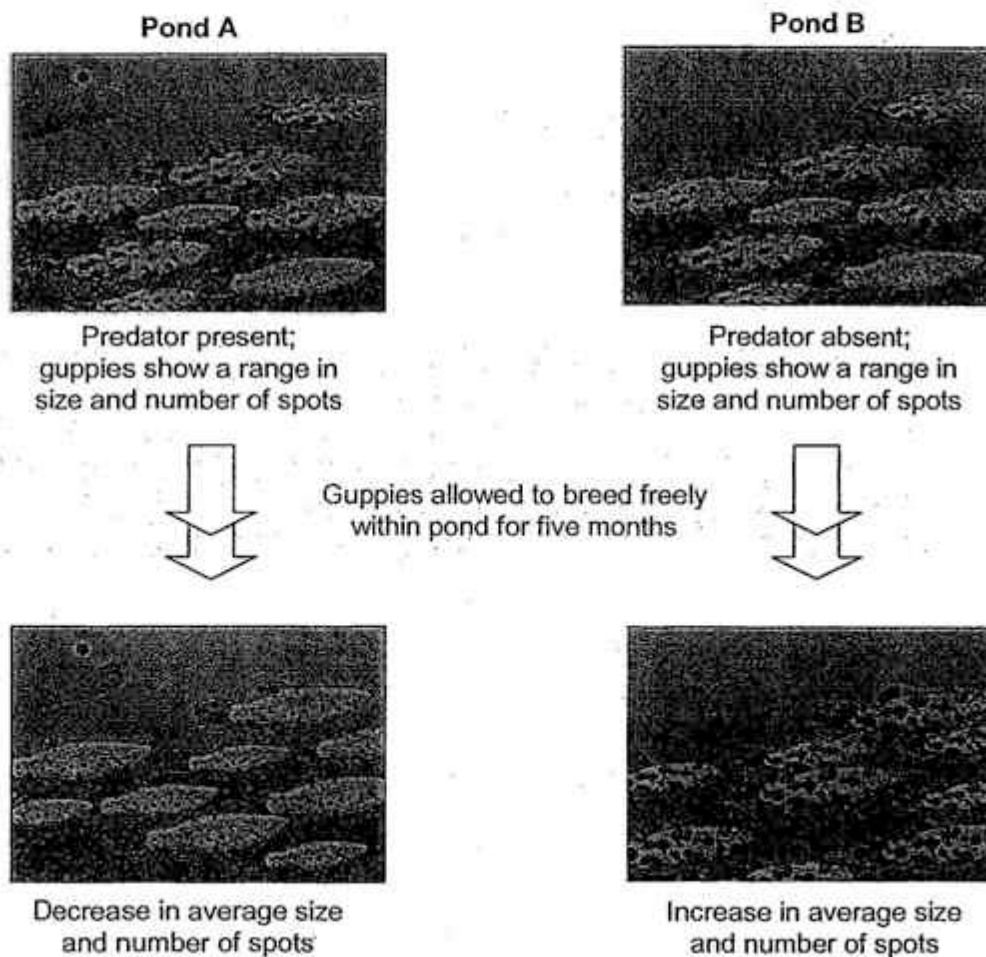 Pond A
Pond B
Predator present;
guppies show a range in
size and number of spots
Predator absent;
guppies show a range in
size and number of spots
Guppies allowed to breed freely
within pond for five months
Decrease in average size
and number of spots
Increase in average size
and number of spots